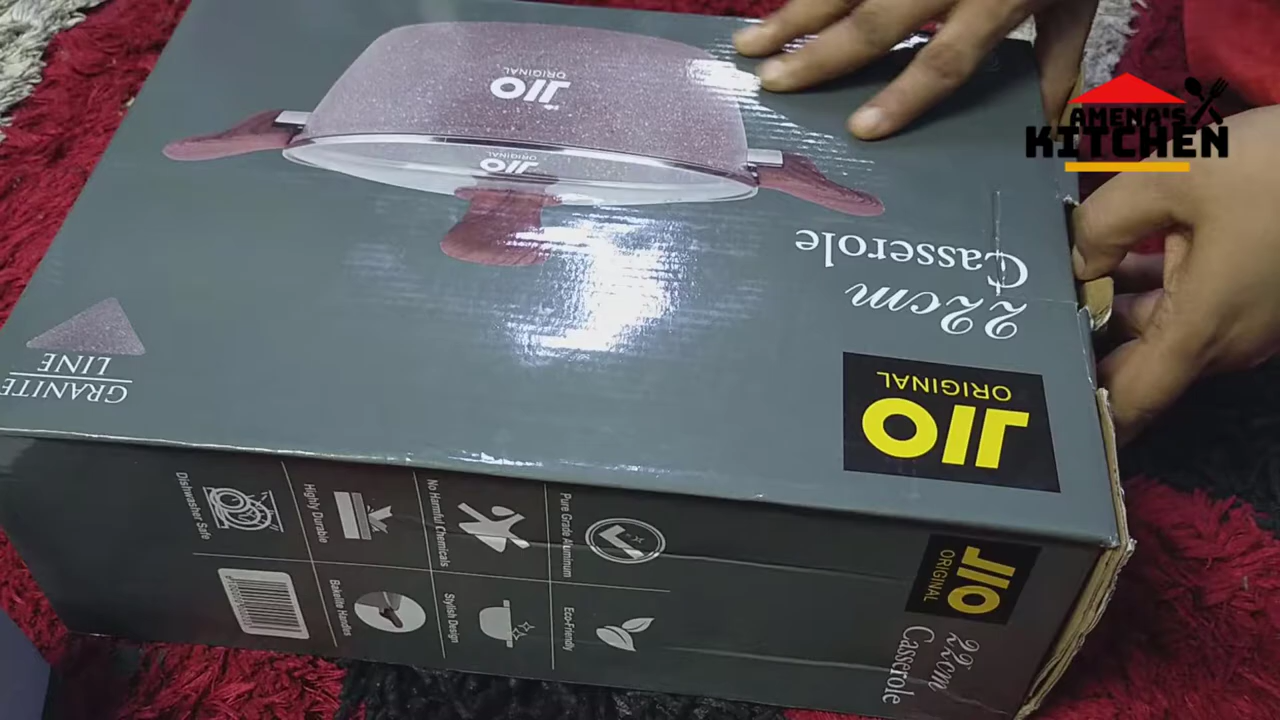 AMENA'S
KITCHEN
JIO
ORIGINAL
JIO
ORIGINAL
22cm
Casserole
JIO
ORIGINAL
GRANITE
LINE
JIO
ORIGINAL
22cm
Casserole
Pure Grade Aluminum
No Harmful Chemicals
Highly Durable
Dishwasher Safe
Eco-Friendly
Stylish Design
Bakelite Handles